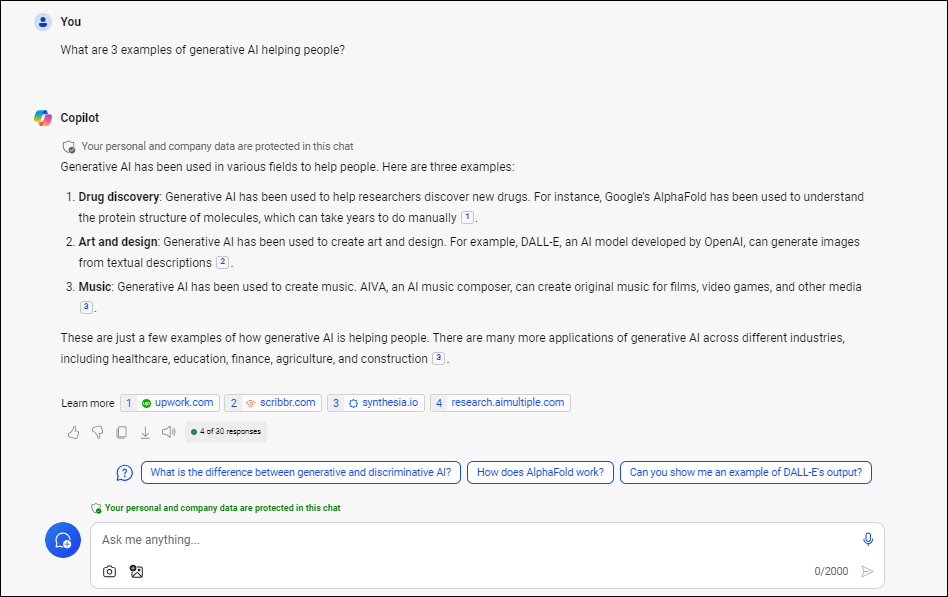 You
What are 3 examples of generative AI helping people?
Copilot
Your personal and company data are protected in this chat
Generative AI has been used in various fields to help people. Here are three examples:
1. Drug discovery: Generative AI has been used to help researchers discover new drugs. For instance, Google's AlphaFold has been used to understand
the protein structure of molecules, which can take years to do manually 1.
2. Art and design: Generative AI has been used to create art and design. For example, DALL-E, an AI model developed by OpenAI, can generate images
from textual descriptions 2.
3. Music: Generative AI has been used to create music. AIVA, an AI music composer, can create original music for films, video games, and other media
3.
These are just a few examples of how generative AI is helping people. There are many more applications of generative AI across different industries,
including healthcare, education, finance, agriculture, and construction 3.
Learn more 1 up upwork.com 2 scribbr.com 3 synthesia.io 4 research.aimultiple.com
4 of 30 responses
What is the difference between generative and discriminative AI? How does AlphaFold work? Can you show me an example of DALL-E's output?
Your personal and company data are protected in this chat
Ask me anything...
0/2000